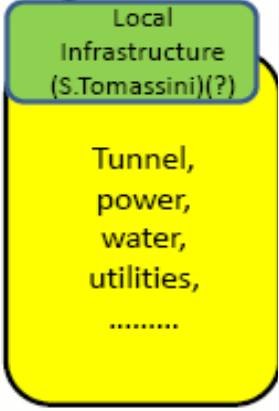 Local
Infrastructure
(S.Tomassini)(?)
Tunnel,
power,
water,
utilities,
.........